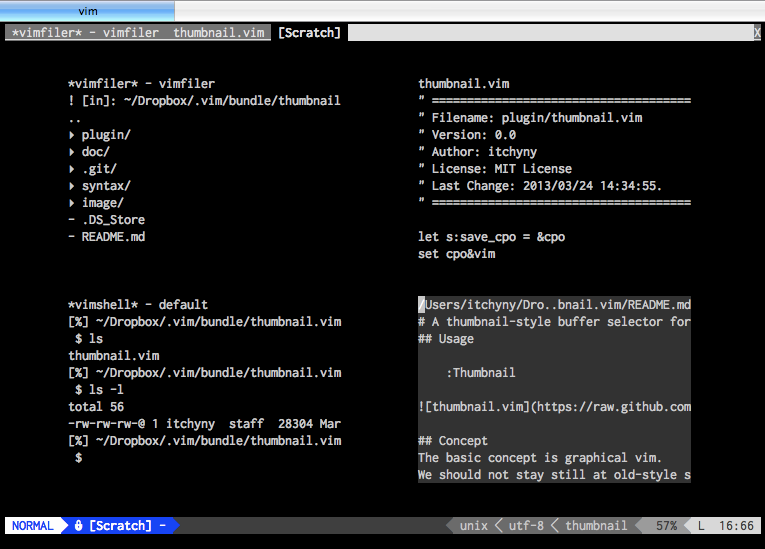 vim
*vimfiler* - vimfiler thumbnail.vim [Scratch] X
*vimfiler* - vimfiler
! [in]: ~/Dropbox/.vim/bundle/thumbnail
..
▸ plugin/
▸ doc/
▸ .git/
▸ syntax/
▸ image/
- .DS_Store
- README.md
thumbnail.vim
" =====================================
" Filename: plugin/thumbnail.vim
" Version: 0.0
" Author: itchyny
" License: MIT License
" Last Change: 2013/03/24 14:34:55.
" =====================================
let s:save_cpo = &cpo
set cpo&vim
*vimshell* - default
[%] ~/Dropbox/.vim/bundle/thumbnail.vim
$ ls
thumbnail.vim
[%] ~/Dropbox/.vim/bundle/thumbnail.vim
$ ls -l
total 56
-rw-rw-rw-@ 1 itchyny  staff  28304 Mar
[%] ~/Dropbox/.vim/bundle/thumbnail.vim
$
/Users/itchyny/Dro..bnail.vim/README.md
# A thumbnail-style buffer selector for
## Usage
:Thumbnail
![thumbnail.vim](https://raw.github.com
## Concept
The basic concept is graphical vim.
We should not stay still at old-style s
NORMAL [Scratch] - unix < utf-8 < thumbnail 57% L 16:66